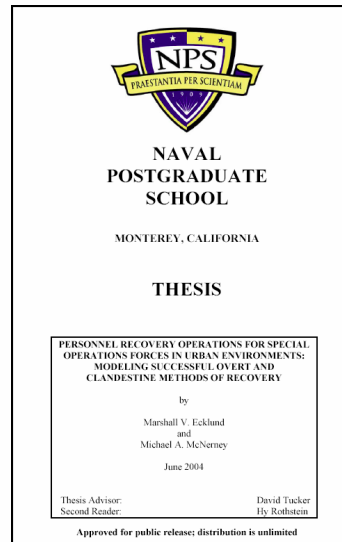 NPS
PRAESTANTIA PER SCIENTIAM
1909
NAVAL
POSTGRADUATE
SCHOOL
MONTEREY, CALIFORNIA
THESIS
PERSONNEL RECOVERY OPERATIONS FOR SPECIAL
OPERATIONS FORCES IN URBAN ENVIRONMENTS:
MODELING SUCCESSFUL OVERT AND
CLANDESTINE METHODS OF RECOVERY
by
Marshall V. Ecklund
and
Michael A. McNerney
June 2004
Thesis Advisor: David Tucker
Second Reader: Hy Rothstein
Approved for public release; distribution is unlimited